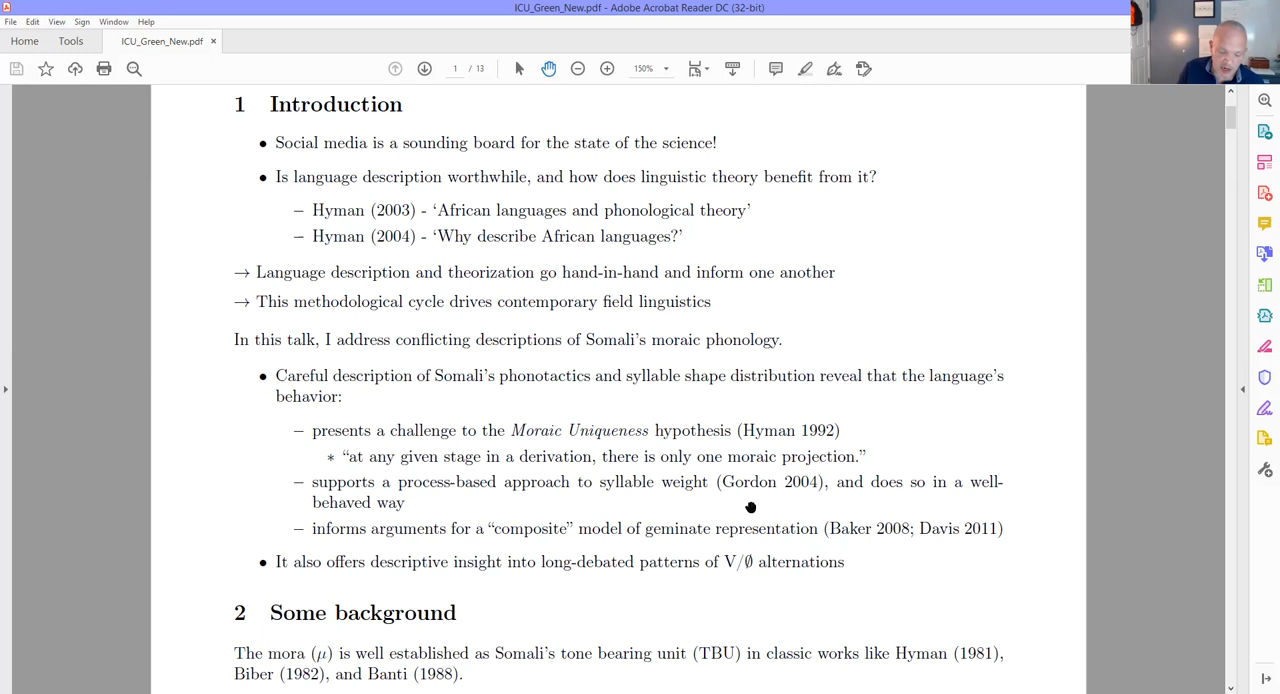 ICU_Green_New.pdf - Adobe Acrobat Reader DC (32-bit)
File Edit View Sign Window Help
Home Tools ICU_Green_New.pdf ×
1 / 13 150%
1 Introduction
• Social media is a sounding board for the state of the science!
• Is language description worthwhile, and how does linguistic theory benefit from it?
– Hyman (2003) - ‘African languages and phonological theory’
– Hyman (2004) - ‘Why describe African languages?’
→ Language description and theorization go hand-in-hand and inform one another
→ This methodological cycle drives contemporary field linguistics
In this talk, I address conflicting descriptions of Somali’s moraic phonology.
• Careful description of Somali’s phonotactics and syllable shape distribution reveal that the language’s
behavior:
– presents a challenge to the Moraic Uniqueness hypothesis (Hyman 1992)
∗ “at any given stage in a derivation, there is only one moraic projection.”
– supports a process-based approach to syllable weight (Gordon 2004), and does so in a well-
behaved way
– informs arguments for a “composite” model of geminate representation (Baker 2008; Davis 2011)
• It also offers descriptive insight into long-debated patterns of V/∅ alternations
2 Some background
The mora (μ) is well established as Somali’s tone bearing unit (TBU) in classic works like Hyman (1981),
Biber (1982), and Banti (1988).